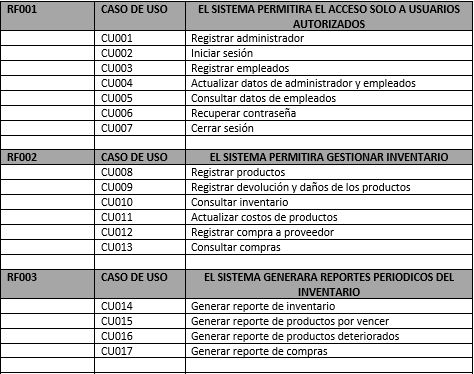 RF001 CASO DE USO EL SISTEMA PERMITIRA EL ACCESO SOLO A USUARIOS
AUTORIZADOS
CU001 Registrar administrador
CU002 Iniciar sesión
CU003 Registrar empleados
CU004 Actualizar datos de administrador y empleados
CU005 Consultar datos de empleados
CU006 Recuperar contraseña
CU007 Cerrar sesión
RF002 CASO DE USO EL SISTEMA PERMITIRA GESTIONAR INVENTARIO
CU008 Registrar productos
CU009 Registrar devolución y daños de los productos
CU010 Consultar inventario
CU011 Actualizar costos de productos
CU012 Registrar compra a proveedor
CU013 Consultar compras
RF003 CASO DE USO EL SISTEMA GENERARA REPORTES PERIODICOS DEL
INVENTARIO
CU014 Generar reporte de inventario
CU015 Generar reporte de productos por vencer
CU016 Generar reporte de productos deteriorados
CU017 Generar reporte de compras